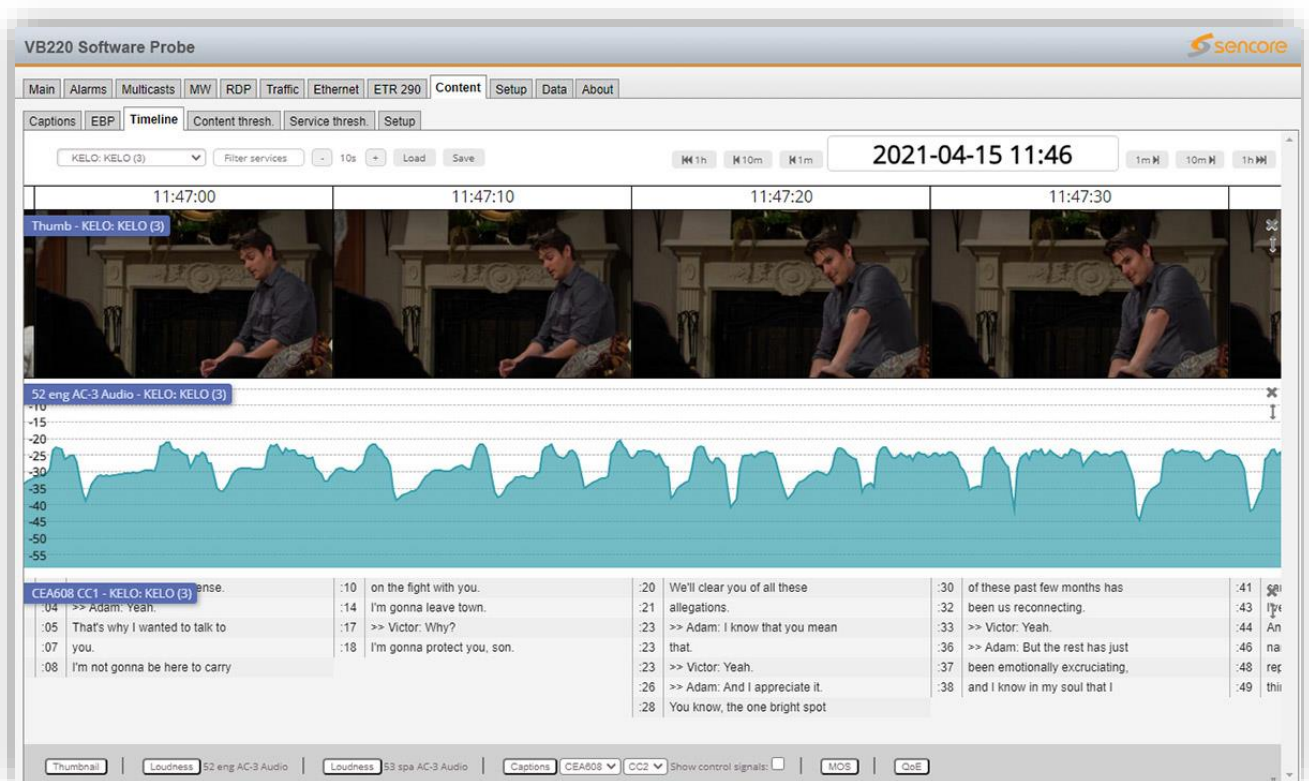 VB220 Software Probe
sencore
Main Alarms Multicasts MW RDP Traffic Ethernet ETR 290 Content Setup Data About
Captions EBP Timeline Content thresh. Service thresh. Setup
KELO: KELO (3) Filter services - 10s + Load Save 1h 10m 1m 2021-04-15 11:46 1m 10m 1h
11:47:00 11:47:10 11:47:20 11:47:30
Thumb - KELO: KELO (3)
52 eng AC-3 Audio - KELO: KELO (3)
-10
-15
-20
-25
-30
-35
-40
-45
-50
-55
CEA608 CC1 - KELO: KELO (3)
:04 >> Adam: Yeah.
:05 That's why I wanted to talk to
:07 you.
:08 I'm not gonna be here to carry
:10 on the fight with you.
:14 I'm gonna leave town.
:17 >> Victor: Why?
:18 I'm gonna protect you, son.
:20 We'll clear you of all these
:21 allegations.
:23 >> Adam: I know that you mean
:23 that.
:23 >> Victor: Yeah.
:26 >> Adam: And I appreciate it.
:28 You know, the one bright spot
:30 of these past few months has
:32 been us reconnecting.
:33 >> Victor: Yeah.
:36 >> Adam: But the rest has just
:37 been emotionally excruciating,
:38 and I know in my soul that I
:41
:43
:44 An
:46 na
:48 rep
:49 thi
Thumbnail Loudness 52 eng AC-3 Audio Loudness 53 spa AC-3 Audio Captions CEA608 CC2 Show control signals: MOS QoE